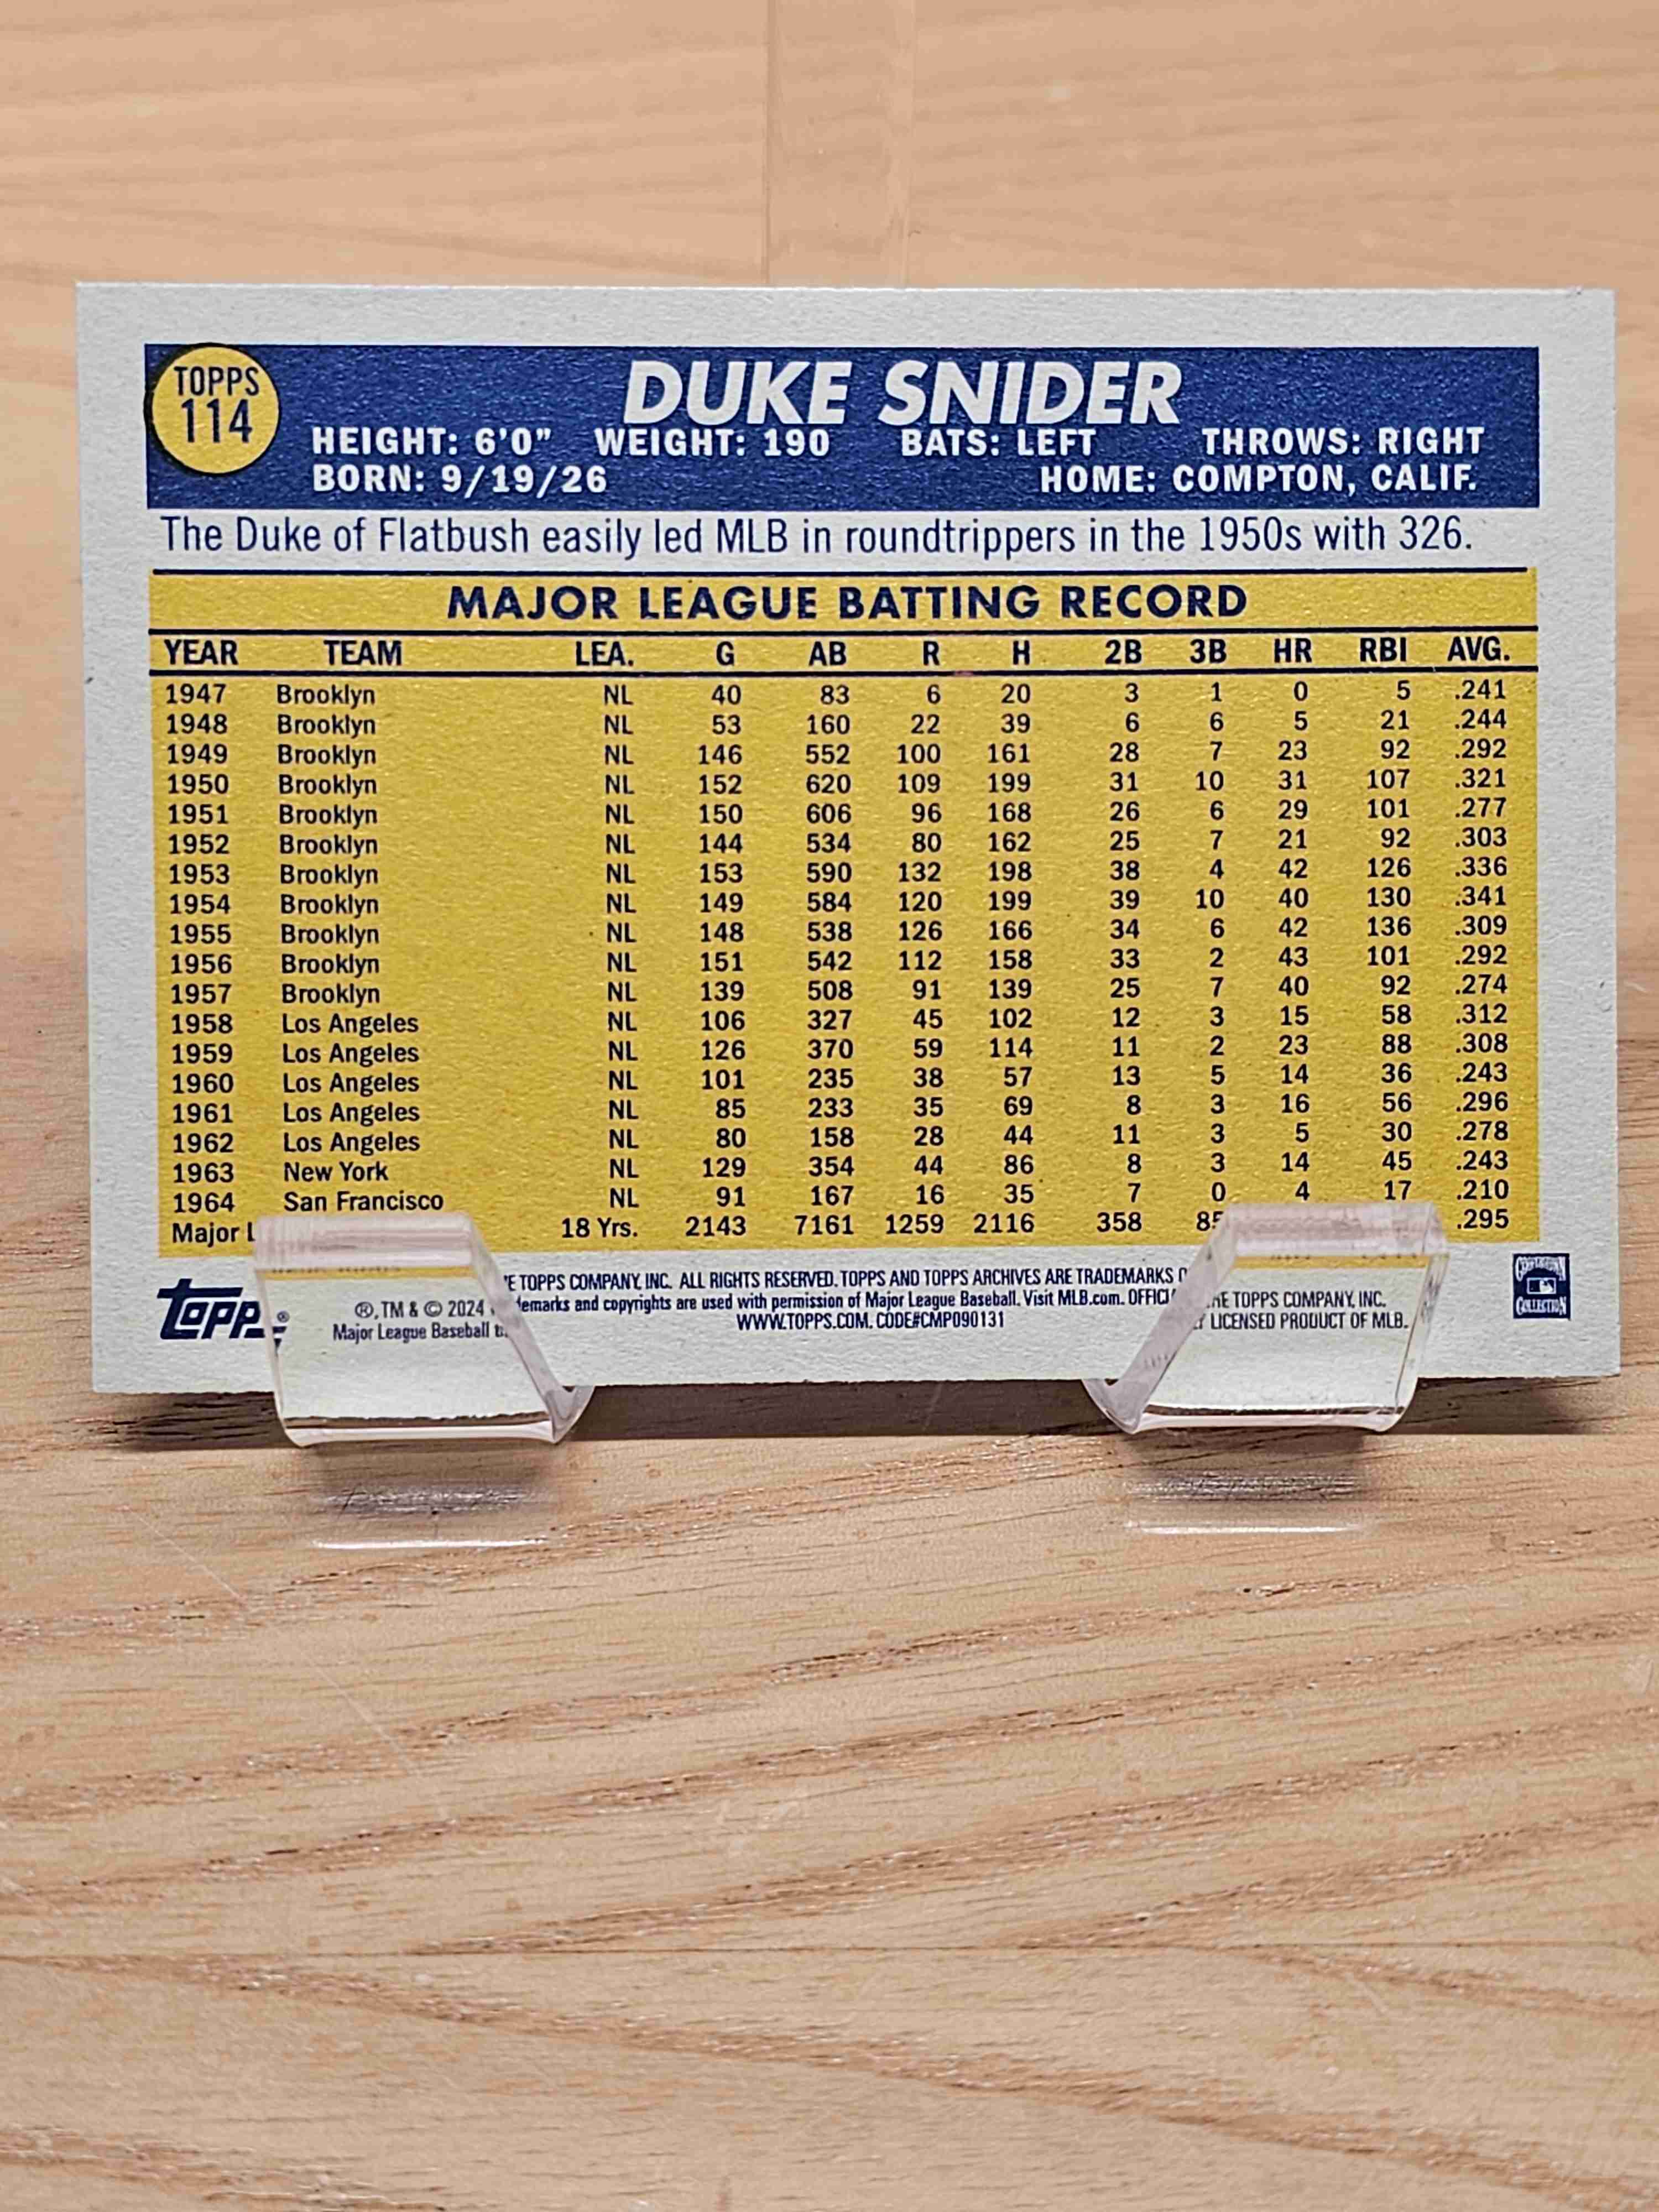 TOPPS
114
DUKE SNIDER
HEIGHT: 6'0" WEIGHT: 190 BATS: LEFT THROWS: RIGHT
BORN: 9/19/26 HOME: COMPTON, CALIF.
The Duke of Flatbush easily led MLB in roundtrippers in the 1950s with 326.
MAJOR LEAGUE BATTING RECORD
YEAR TEAM LEA. G AB R H 2B 3B HR RBI AVG.
1947 Brooklyn NL 40 83 6 20 3 1 0 5 .241
1948 Brooklyn NL 53 160 22 39 6 6 5 21 .244
1949 Brooklyn NL 146 552 100 161 28 7 23 92 .292
1950 Brooklyn NL 152 620 109 199 31 10 31 107 .321
1951 Brooklyn NL 150 606 96 168 26 6 29 101 .277
1952 Brooklyn NL 144 534 80 162 25 7 21 92 .303
1953 Brooklyn NL 153 590 132 198 38 4 42 126 .336
1954 Brooklyn NL 149 584 120 199 39 10 40 130 .341
1955 Brooklyn NL 148 538 126 166 34 6 42 136 .309
1956 Brooklyn NL 151 542 112 158 33 2 43 101 .292
1957 Brooklyn NL 139 508 91 139 25 7 40 92 .274
1958 Los Angeles NL 106 327 45 102 12 3 15 58 .312
1959 Los Angeles NL 126 370 59 114 11 2 23 88 .308
1960 Los Angeles NL 101 235 38 57 13 5 14 36 .243
1961 Los Angeles NL 85 233 35 69 8 3 16 56 .296
1962 Los Angeles NL 80 158 28 44 11 3 5 30 .278
1963 New York NL 129 354 44 86 8 3 14 45 .243
1964 San Francisco NL 91 167 16 35 7 0 4 17 .210
Major 18 Yrs. 2143 7161 1259 2116 358 .295
topps ®
®, TM & © 2024 TOPPS COMPANY, INC. ALL RIGHTS RESERVED. TOPPS AND TOPPS ARCHIVES ARE TRADEMARKS TOPPS COMPANY, INC.
Major League Baseball and copyrights are used with permission of Major League Baseball. Visit MLB.com. LICENSED PRODUCT OF MLB.
WWW.TOPPS.COM. CODE#CMP090131
COOPERSTOWN
COLLECTION